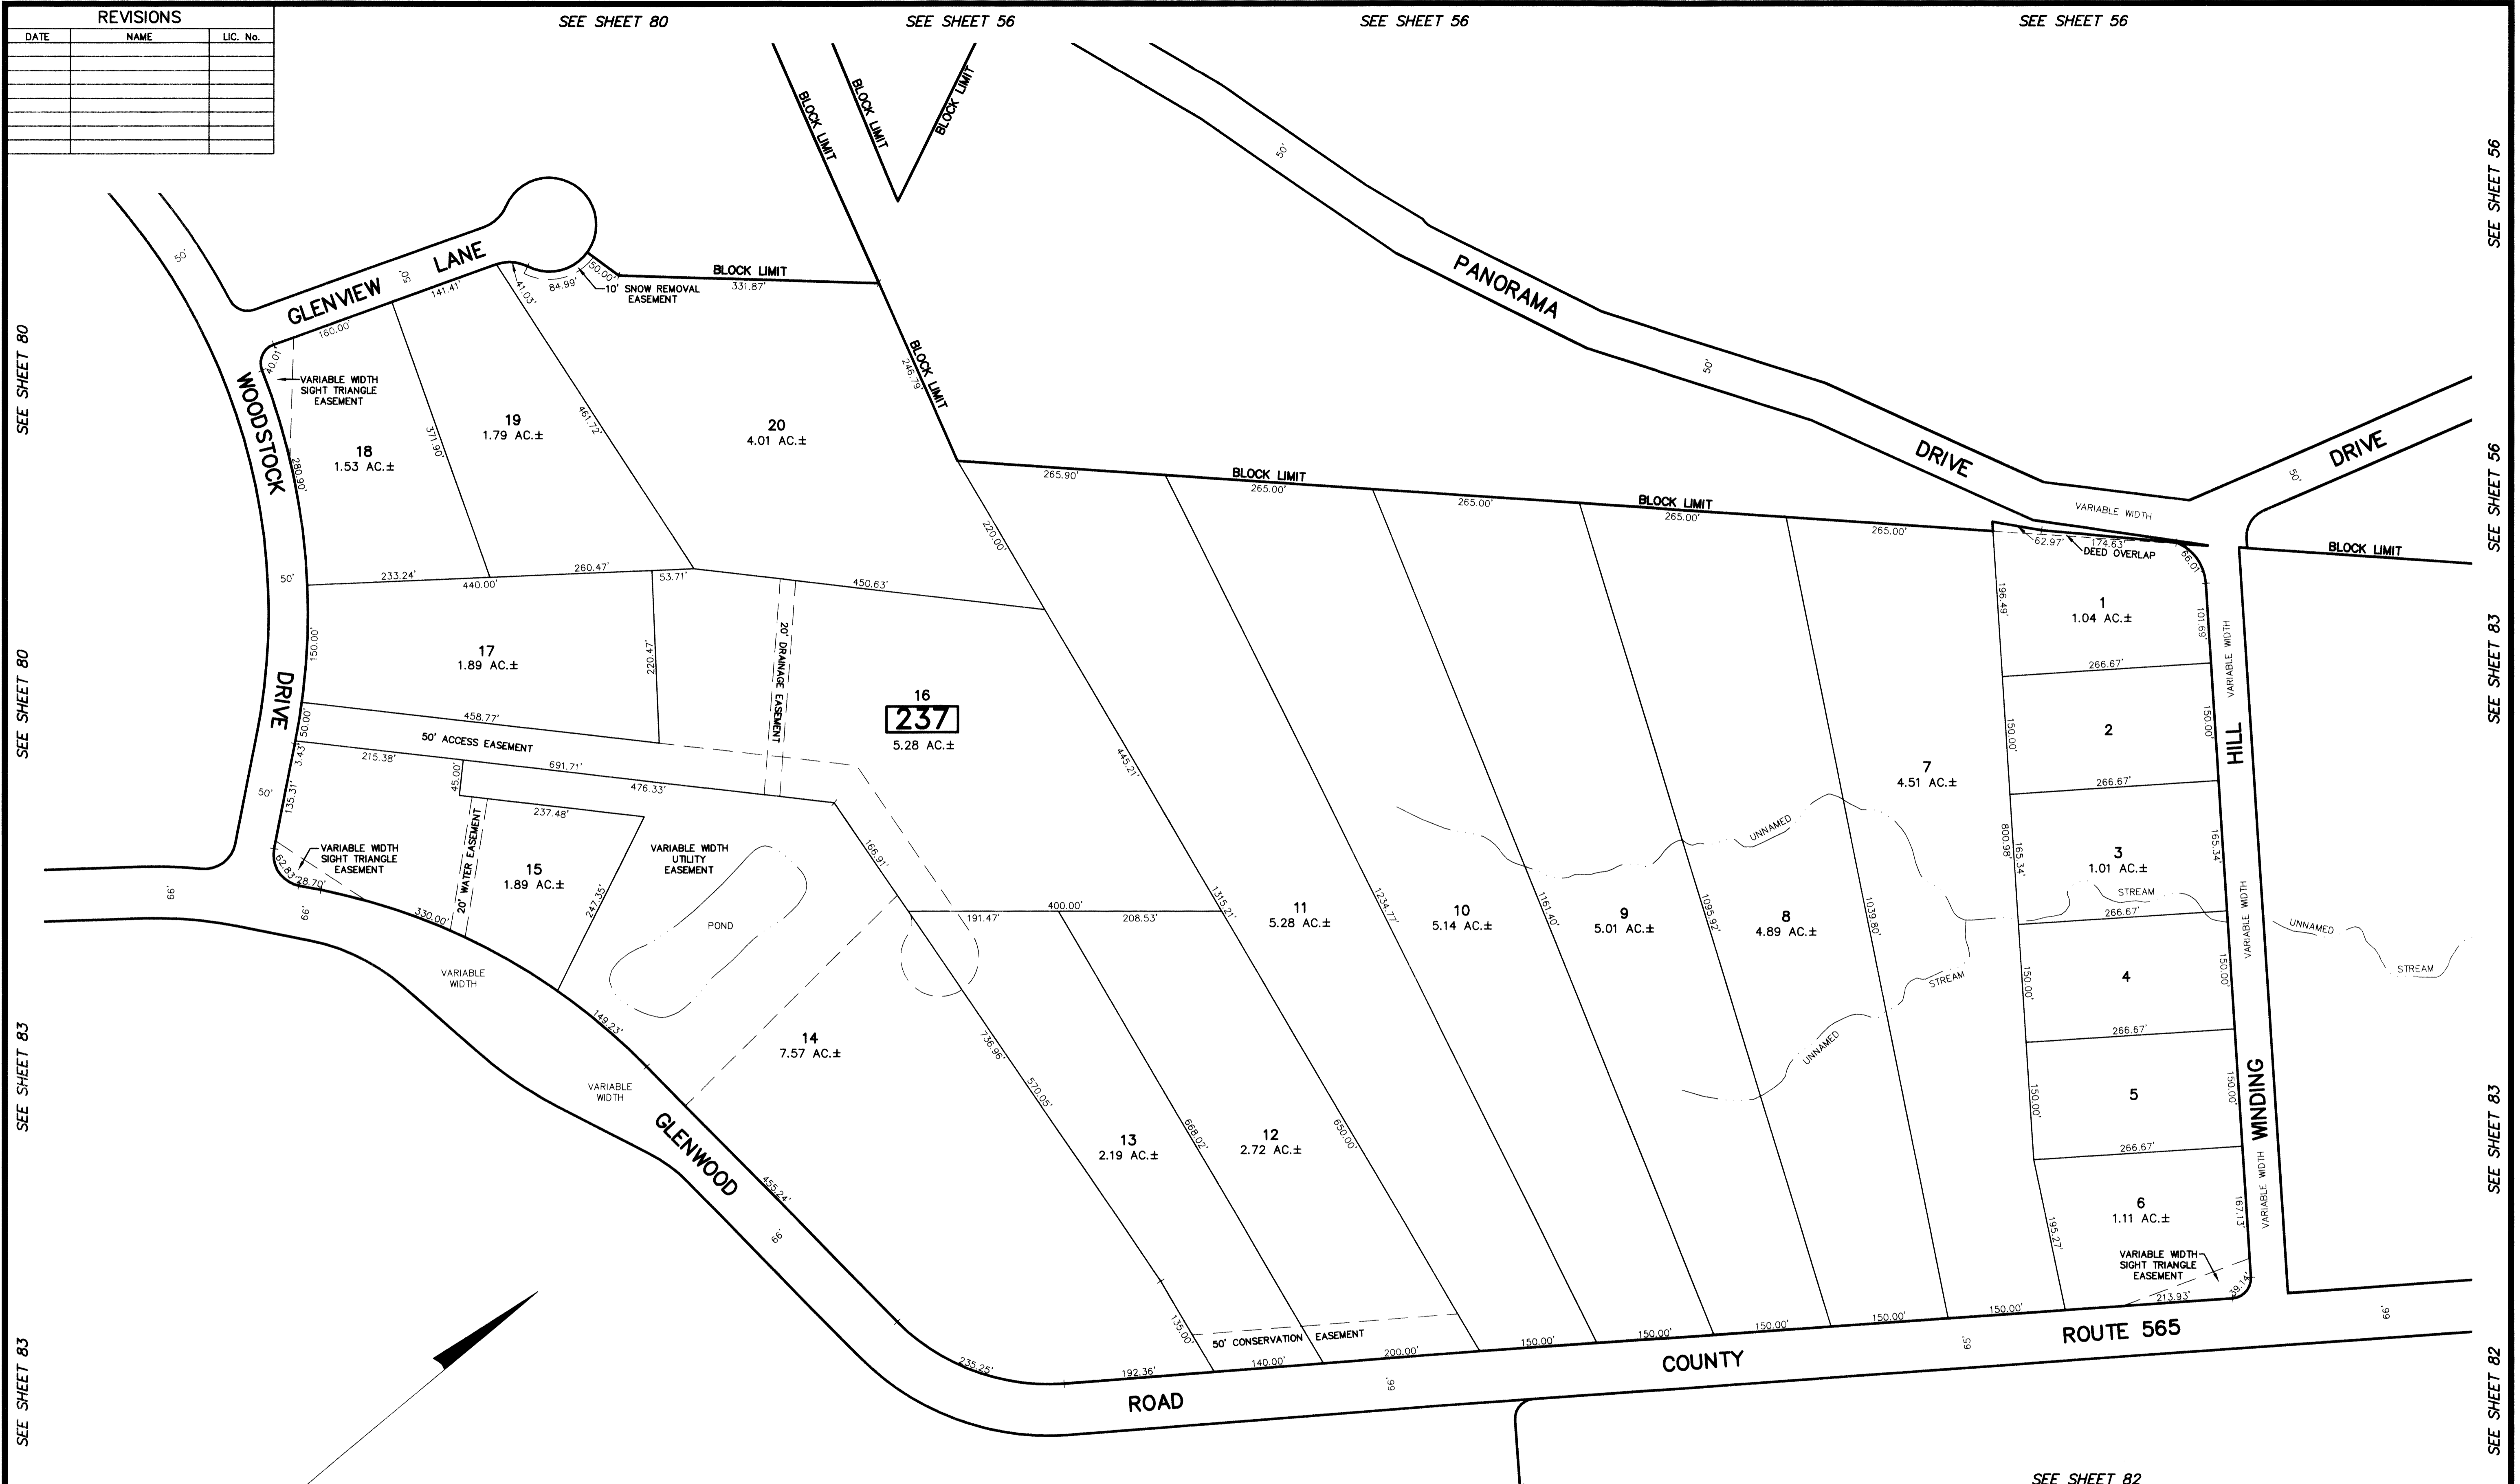 REVISIONS
DATE NAME LIC. No.
SEE SHEET 80
SEE SHEET 56
SEE SHEET 56
SEE SHEET 56
BLOCK LIMIT
BLOCK LIMIT
BLOCK LIMIT
50'
SEE SHEET 56
50'
GLENVIEW LANE
50'
141.41'
160.00'
41.03'
84.99'
50.00'
10' SNOW REMOVAL
EASEMENT
BLOCK LIMIT
331.87'
PANORAMA
50'
DRIVE
VARIABLE WIDTH
DRIVE
50'
SEE SHEET 80
SEE SHEET 56
40.01'
VARIABLE WIDTH
SIGHT TRIANGLE
EASEMENT
WOODSTOCK
280.90'
18
1.53 AC.±
371.90'
19
1.79 AC.±
461.72'
20
4.01 AC.±
BLOCK LIMIT
246.79'
265.90'
BLOCK LIMIT
265.00'
265.00'
BLOCK LIMIT
265.00'
265.00'
62.97'
174.63'
DEED OVERLAP
66.01'
BLOCK LIMIT
220.00'
50'
233.24'
440.00'
260.47'
53.71'
450.63'
150.00'
17
1.89 AC.±
220.47'
20' DRAINAGE EASEMENT
16
237
5.28 AC.±
SEE SHEET 80
SEE SHEET 83
DRIVE
50.00'
458.77'
50' ACCESS EASEMENT
3.43'
215.38'
691.71'
476.33'
45.00'
50'
135.31'
237.48'
20' WATER EASEMENT
VARIABLE WIDTH
SIGHT TRIANGLE
EASEMENT
62.83'
28.70'
15
1.89 AC.±
247.35'
VARIABLE WIDTH
UTILITY
EASEMENT
POND
166.91'
445.21'
66'
66'
330.00'
VARIABLE
WIDTH
149.23'
VARIABLE
WIDTH
14
7.57 AC.±
191.47'
400.00'
208.53'
1315.21'
736.96'
570.05'
13
2.19 AC.±
668.02'
12
2.72 AC.±
650.00'
11
5.28 AC.±
1234.77'
10
5.14 AC.±
1161.40'
9
5.01 AC.±
1095.92'
8
4.89 AC.±
1039.80'
7
4.51 AC.±
UNNAMED
UNNAMED
STREAM
196.49'
1
1.04 AC.±
101.69'
VARIABLE WIDTH
266.67'
150.00'
2
150.00'
HILL
266.67'
800.98'
165.34'
3
1.01 AC.±
165.34'
STREAM
266.67'
VARIABLE WIDTH
UNNAMED
STREAM
150.00'
4
150.00'
266.67'
150.00'
5
150.00'
WINDING
266.67'
VARIABLE WIDTH
6
1.11 AC.±
167.13'
195.27'
VARIABLE WIDTH
SIGHT TRIANGLE
EASEMENT
213.93'
39.14'
SEE SHEET 83
SEE SHEET 83
GLENWOOD
455.24'
66'
235.25'
192.36'
135.00'
50' CONSERVATION EASEMENT
140.00'
200.00'
150.00'
150.00'
150.00'
150.00'
150.00'
ROAD
66'
COUNTY
65'
ROUTE 565
66'
SEE SHEET 83
SEE SHEET 82
SEE SHEET 82